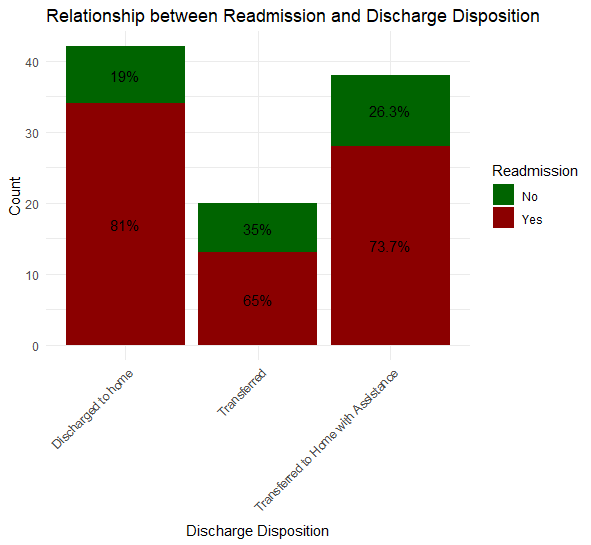 Relationship between Readmission and Discharge Disposition
Count
40
30
20
10
0
19%
81%
35%
65%
26.3%
73.7%
Readmission
No
Yes
Discharged to home
Transferred
Transferred to Home with Assistance
Discharge Disposition